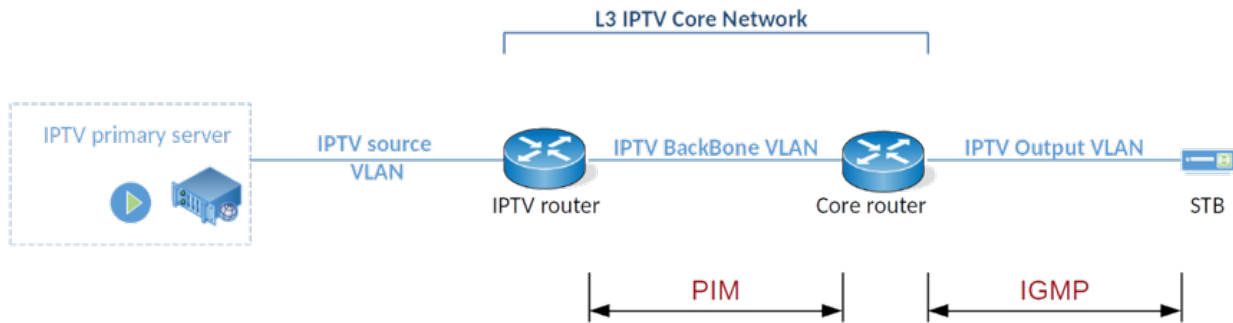 L3 IPTV Core Network
IPTV primary server
IPTV source
VLAN
IPTV BackBone VLAN
IPTV Output VLAN
IPTV router
Core router
STB
PIM
IGMP